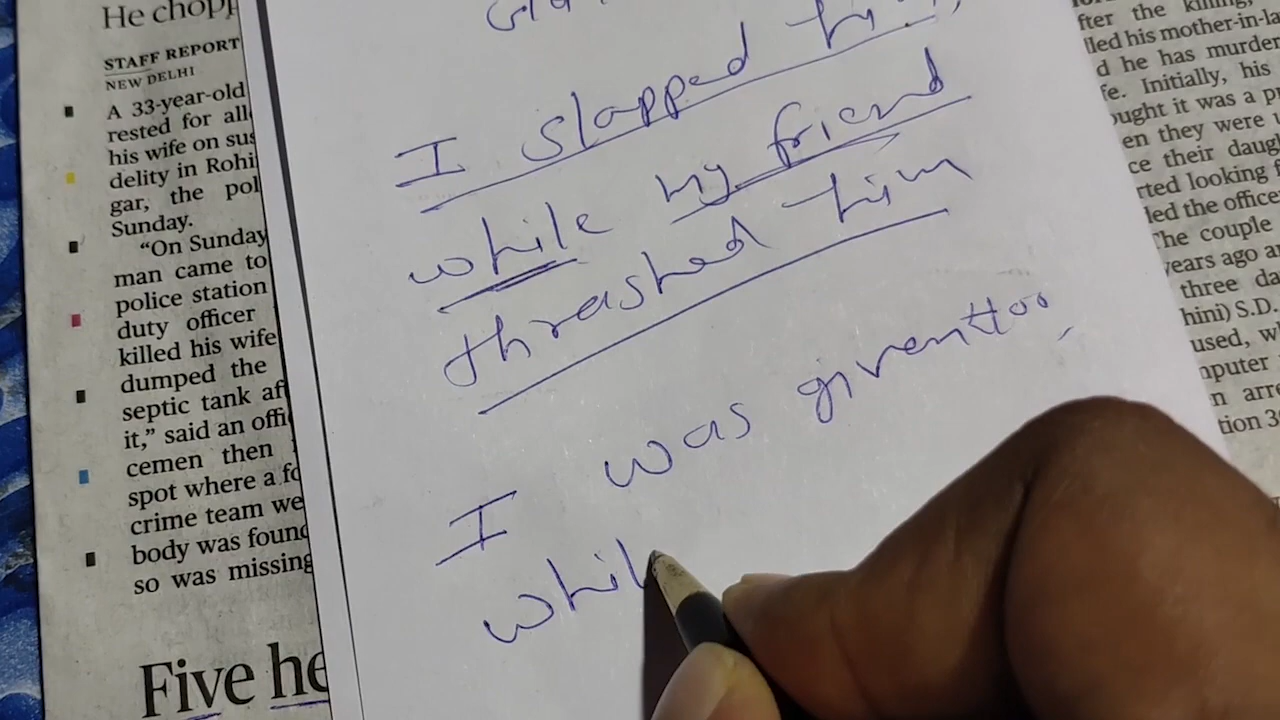 He chopp
STAFF REPORT
NEW DELHI
A 33-year-old
rested for all
his wife on sus
delity in Rohi
gar, the pol
Sunday.
“On Sunday
man came to
police station
duty officer
killed his wife
dumped the
septic tank af
it,” said an offi
cemen then
spot where a fo
crime team we
body was found
so was missing
Five he
I slapped him,
while my friend
thrashed him
I was given 100,
whil
fter the killing,
lled his mother-in-la
d he has murder
fe. Initially, his
ought it was a pr
en they were
ce their daugh
rted looking f
led the office
The couple
years ago a
three da
hini) S.D.
used, w
mputer
n arre
tion 3